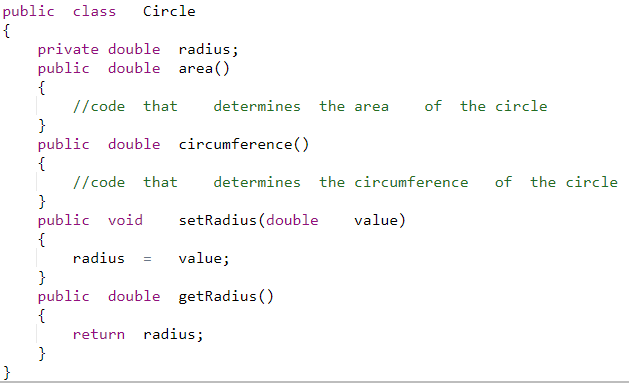 public class Circle
{
private double radius;
public double area()
{
//code that determines the area of the circle
}
public double circumference()
{
//code that determines the circumference of the circle
}
public void setRadius(double value)
{
radius = value;
}
public double getRadius()
{
return radius;
}
}